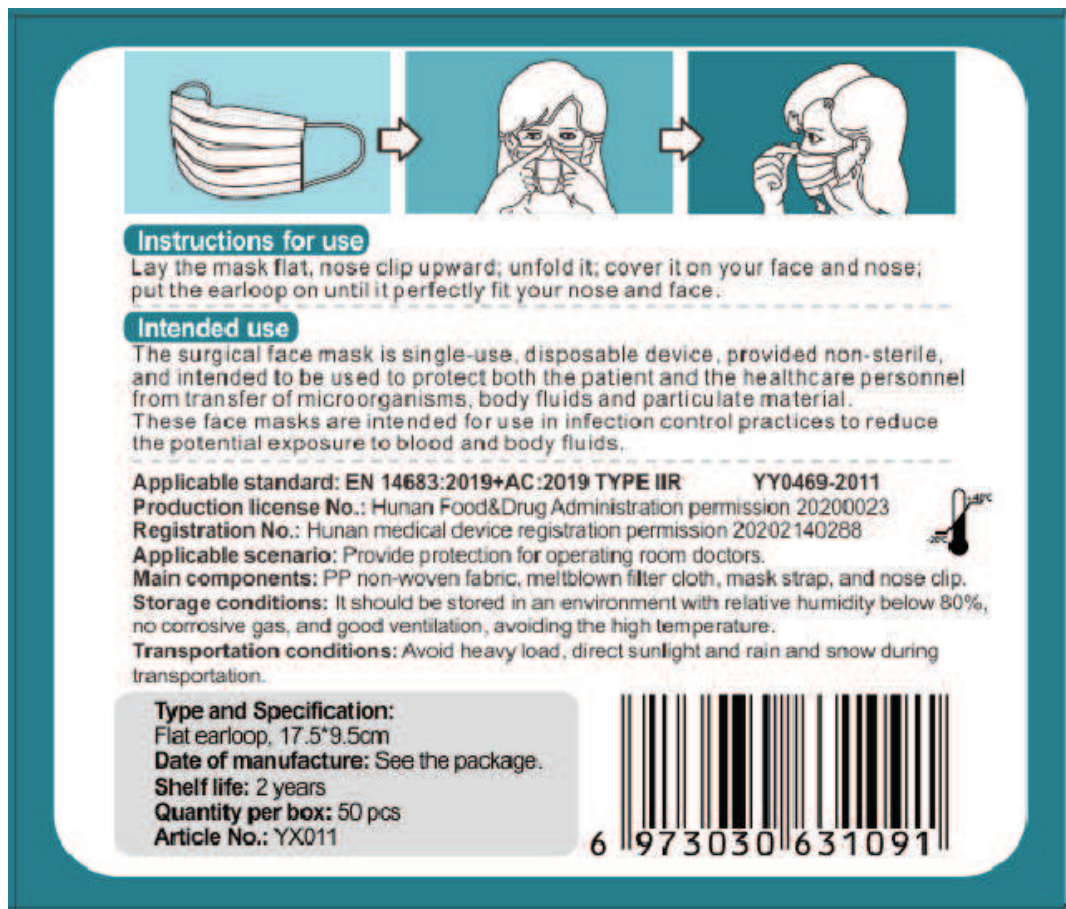 Instructions for use
Lay the mask flat, nose clip upward; unfold it; cover it on your face and nose;
put the earloop on until it perfectly fit your nose and face.
Intended use
The surgical face mask is single-use, disposable device, provided non-sterile,
and intended to be used to protect both the patient and the healthcare personnel
from transfer of microorganisms, body fluids and particulate material.
These face masks are intended for use in infection control practices to reduce
the potential exposure to blood and body fluids.
Applicable standard: EN 14683:2019+AC:2019 TYPE IIR YY0469-2011
Production license No.: Hunan Food&Drug Administration permission 20200023
Registration No.: Hunan medical device registration permission 20202140288
+40°C
-20°C
Applicable scenario: Provide protection for operating room doctors.
Main components: PP non-woven fabric, meltblown filter cloth, mask strap, and nose clip.
Storage conditions: It should be stored in an environment with relative humidity below 80%,
no corrosive gas, and good ventilation, avoiding the high temperature.
Transportation conditions: Avoid heavy load, direct sunlight and rain and snow during
transportation.
Type and Specification:
Flat earloop, 17.5*9.5cm
Date of manufacture: See the package.
Shelf life: 2 years
Quantity per box: 50 pcs
Article No.: YX011
6 973030 631091